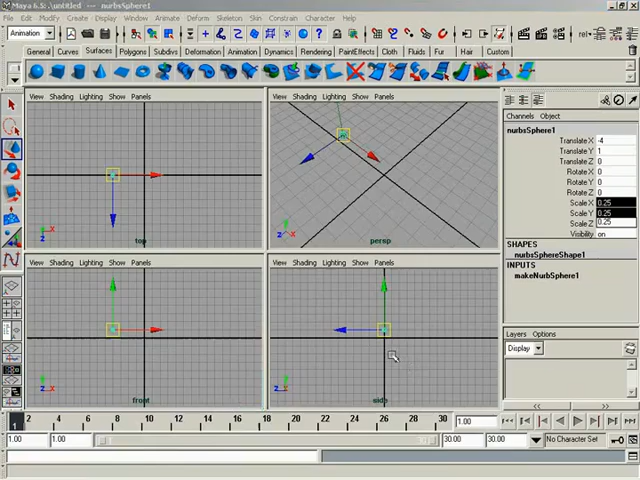 Maya 6.5: .\untitled --- nurbsSphere1
File Edit Modify Create Display Window Animate Deform Skeleton Skin Constrain Character Help
Animation
General Curves Surfaces Polygons Subdivs Deformation Animation Dynamics Rendering PaintEffects Cloth Fluids Fur Hair Custom
View Shading Lighting Show Panels
View Shading Lighting Show Panels
top
persp
View Shading Lighting Show Panels
View Shading Lighting Show Panels
front
side
Channels Object
nurbsSphere1
Translate X -4
Translate Y 1
Translate Z 0
Rotate X 0
Rotate Y 0
Rotate Z 0
Scale X 0.25
Scale Y 0.25
Scale Z 0.25
Visibility on
SHAPES
nurbsSphereShape1
INPUTS
makeNurbSphere1
Layers Options
Display
2 4 6 8 10 12 14 16 18 20 22 24 26 28 30
1.00
1.00 1.00 30.00 30.00 No Character Set